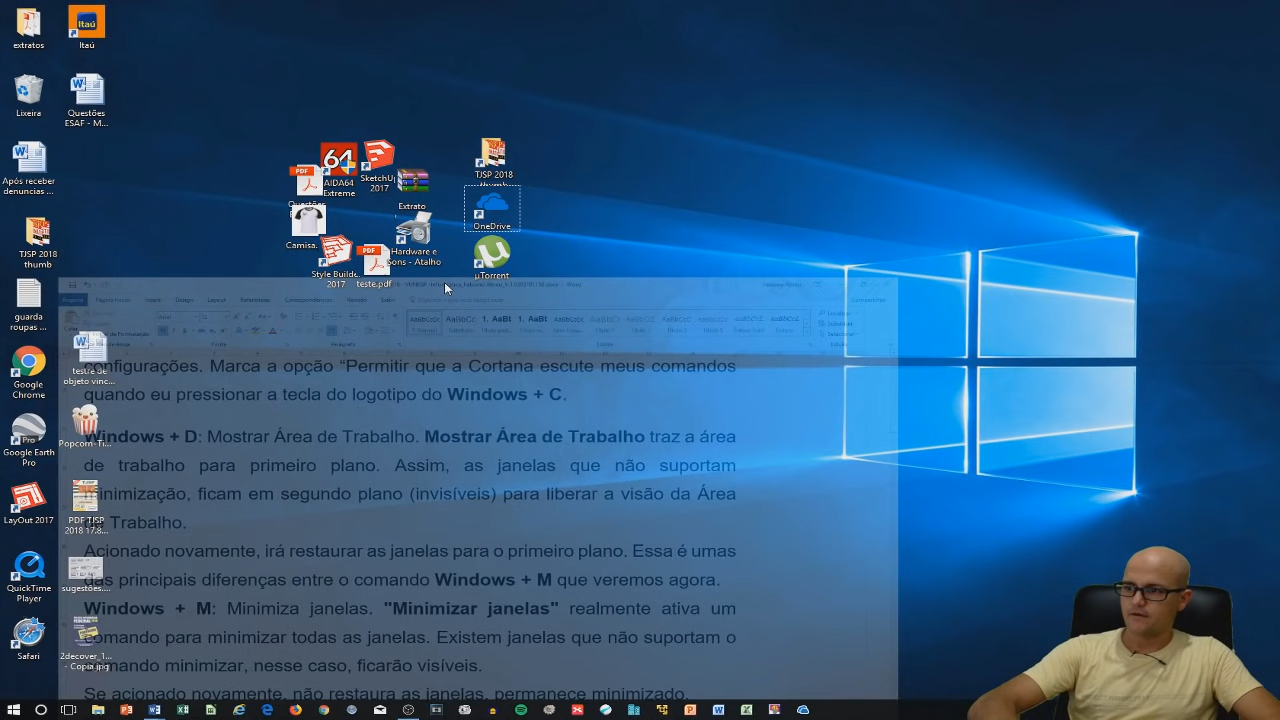 extratos
Itaú
Itaú
Lixeira
Questões
ESAF - M...
Após receber
denuncias ...
TJSP 2018
thumb
guarda
roupas ...
testre de
objeto vinc...
Google
Chrome
Popcorn-Ti...
Google Earth
Pro
LayOut 2017
PDF TJSP
2018 17.8...
QuickTime
Player
sugestões....
Safari
2decover_1...
- Copia.jpg
PDF
64
AIDA64
Extreme
SketchUp
2017
Extrato
Camisa.
Hardware e
Sons - Atalho
Style Builde
2017
PDF
teste.pdf
TJSP 2018
thumb
OneDrive
µTorrent
configurações. Marca a opção “Permitir que a Cortana escute meus comandos
quando eu pressionar a tecla do logotipo do Windows + C.
Windows + D: Mostrar Área de Trabalho. Mostrar Área de Trabalho traz a área
de trabalho para primeiro plano. Assim, as janelas que não suportam
minimização, ficam em segundo plano (invisíveis) para liberar a visão da Área
de Trabalho.
Acionado novamente, irá restaurar as janelas para o primeiro plano. Essa é umas
das principais diferenças entre o comando Windows + M que veremos agora.
Windows + M: Minimiza janelas. "Minimizar janelas" realmente ativa um
comando para minimizar todas as janelas. Existem janelas que não suportam o
comando minimizar, nesse caso, ficarão visíveis.
Se acionado novamente, não restaura as janelas, permanece minimizado.